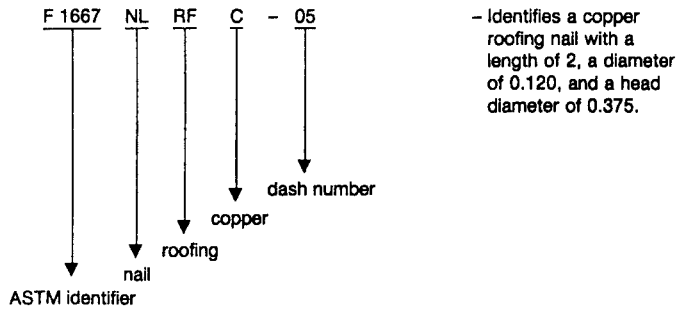 F 1667 NL RF C - 05
– Identifies a copper
roofing nail with a
length of 2, a diameter
of 0.120, and a head
diameter of 0.375.
dash number
copper
roofing
nail
ASTM identifier